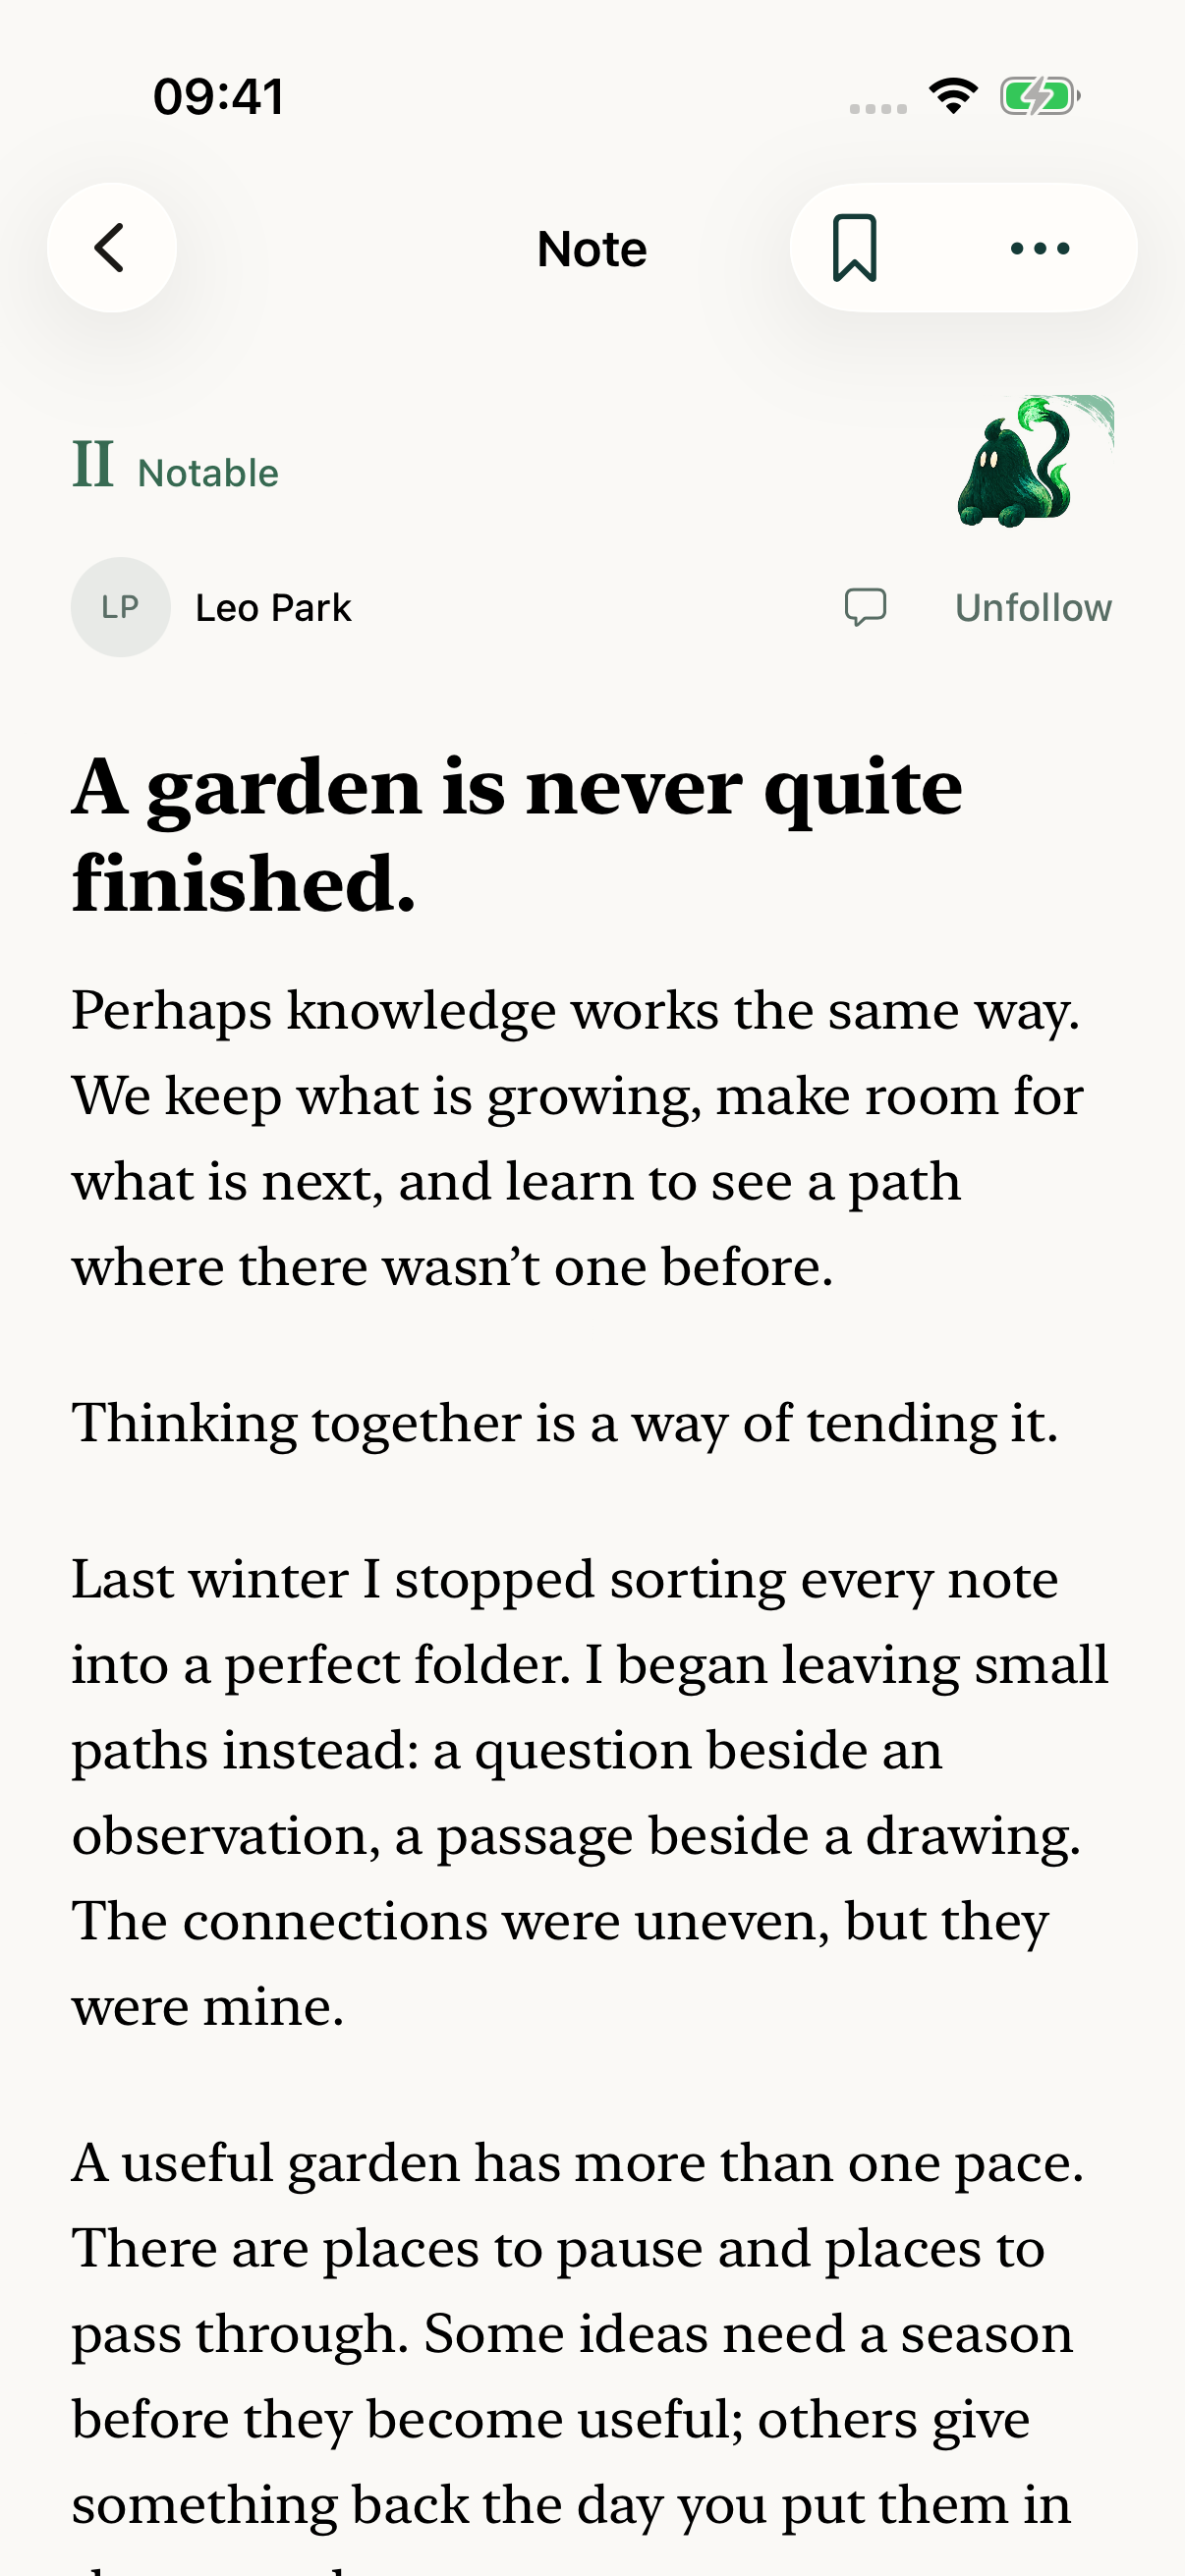 09:41
Note
II Notable
LP Leo Park Unfollow
A garden is never quite
finished.
Perhaps knowledge works the same way.
We keep what is growing, make room for
what is next, and learn to see a path
where there wasn’t one before.
Thinking together is a way of tending it.
Last winter I stopped sorting every note
into a perfect folder. I began leaving small
paths instead: a question beside an
observation, a passage beside a drawing.
The connections were uneven, but they
were mine.
A useful garden has more than one pace.
There are places to pause and places to
pass through. Some ideas need a season
before they become useful; others give
something back the day you put them in